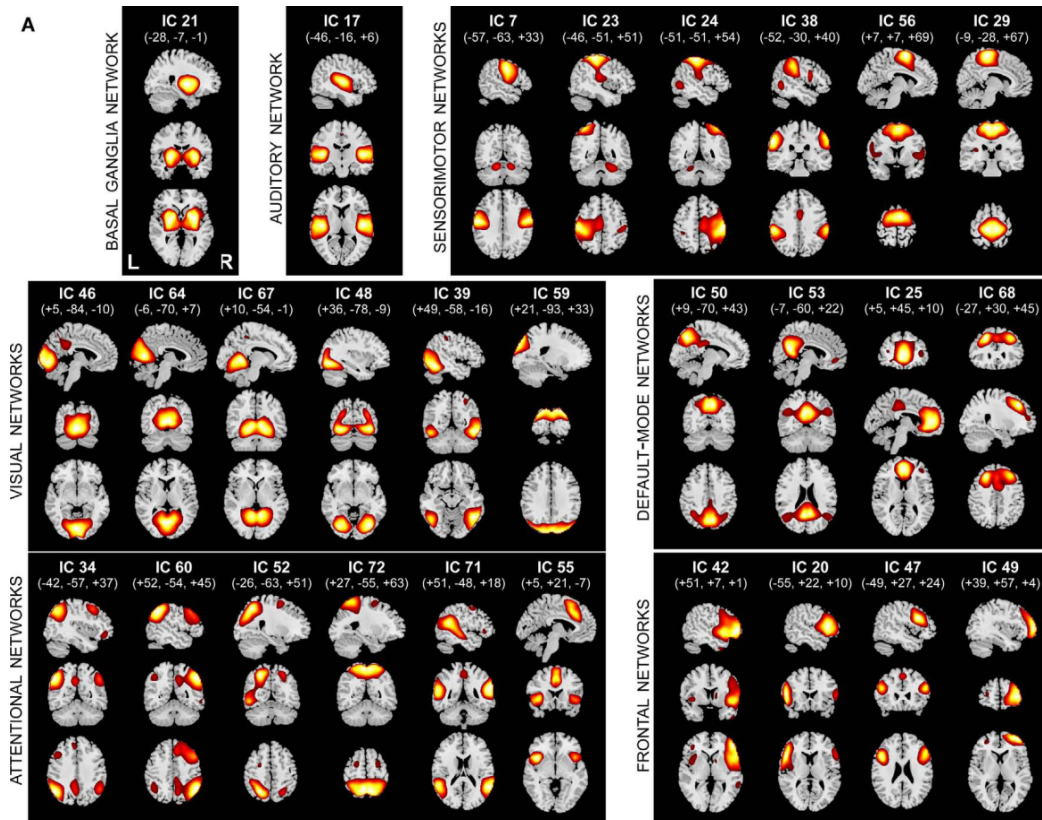 A
BASAL GANGLIA NETWORK
IC 21
(-28, -7, -1)
L R
AUDITORY NETWORK
IC 17
(-46, -16, +6)
SENSORIMOTOR NETWORKS
IC 7 IC 23 IC 24 IC 38 IC 56 IC 29
(-57, -63, +33) (-46, -51, +51) (-51, -51, +54) (-52, -30, +40) (+7, +7, +69) (-9, -28, +67)
VISUAL NETWORKS
IC 46 IC 64 IC 67 IC 48 IC 39 IC 59
(+5, -84, -10) (-6, -70, +7) (+10, -54, -1) (+36, -78, -9) (+49, -58, -16) (+21, -93, +33)
DEFAULT-MODE NETWORKS
IC 50 IC 53 IC 25 IC 68
(+9, -70, +43) (-7, -60, +22) (+5, +45, +10) (-27, +30, +45)
ATTENTIONAL NETWORKS
IC 34 IC 60 IC 52 IC 72 IC 71 IC 55
(-42, -57, +37) (+52, -54, +45) (-26, -63, +51) (+27, -55, +63) (+51, -48, +18) (+5, +21, -7)
FRONTAL NETWORKS
IC 42 IC 20 IC 47 IC 49
(+51, +7, +1) (-55, +22, +10) (-49, +27, +24) (+39, +57, +4)